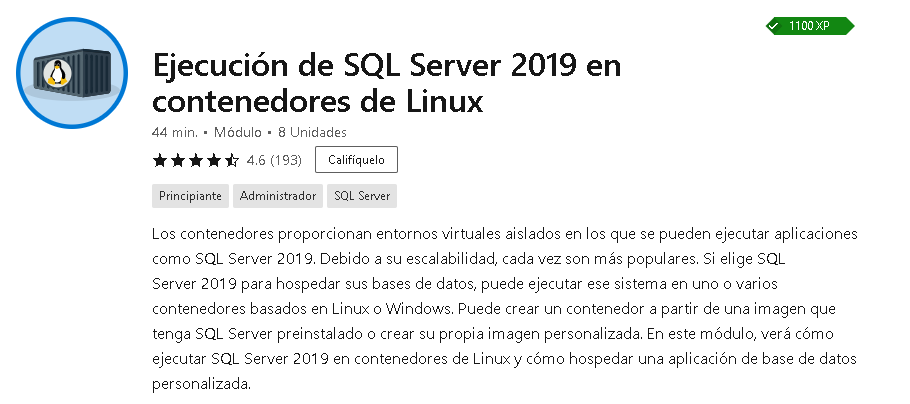 1100 XP
Ejecución de SQL Server 2019 en
contenedores de Linux
44 min. • Módulo • 8 Unidades
4.6 (193) Califíquelo
Principiante Administrador SQL Server
Los contenedores proporcionan entornos virtuales aislados en los que se pueden ejecutar aplicaciones
como SQL Server 2019. Debido a su escalabilidad, cada vez son más populares. Si elige SQL
Server 2019 para hospedar sus bases de datos, puede ejecutar ese sistema en uno o varios
contenedores basados en Linux o Windows. Puede crear un contenedor a partir de una imagen que
tenga SQL Server preinstalado o crear su propia imagen personalizada. En este módulo, verá cómo
ejecutar SQL Server 2019 en contenedores de Linux y cómo hospedar una aplicación de base de datos
personalizada.